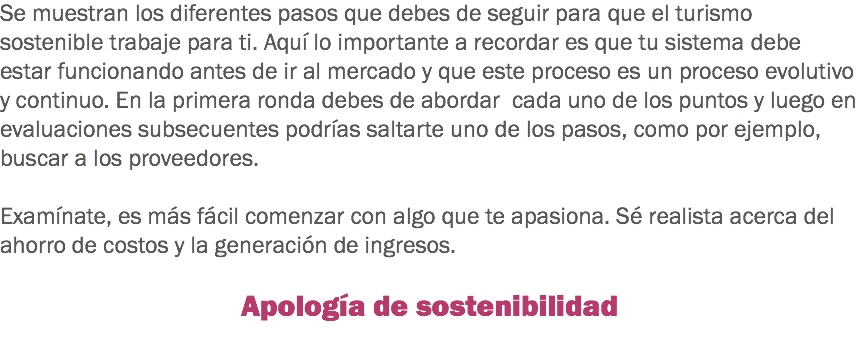 Se muestran los diferentes pasos que debes de seguir para que el turismo
sostenible trabaje para ti. Aquí lo importante a recordar es que tu sistema debe
estar funcionando antes de ir al mercado y que este proceso es un proceso evolutivo
y continuo. En la primera ronda debes de abordar  cada uno de los puntos y luego en
evaluaciones subsecuentes podrías saltarte uno de los pasos, como por ejemplo,
buscar a los proveedores.

Examínate, es más fácil comenzar con algo que te apasiona. Sé realista acerca del
ahorro de costos y la generación de ingresos.

Apología de sostenibilidad